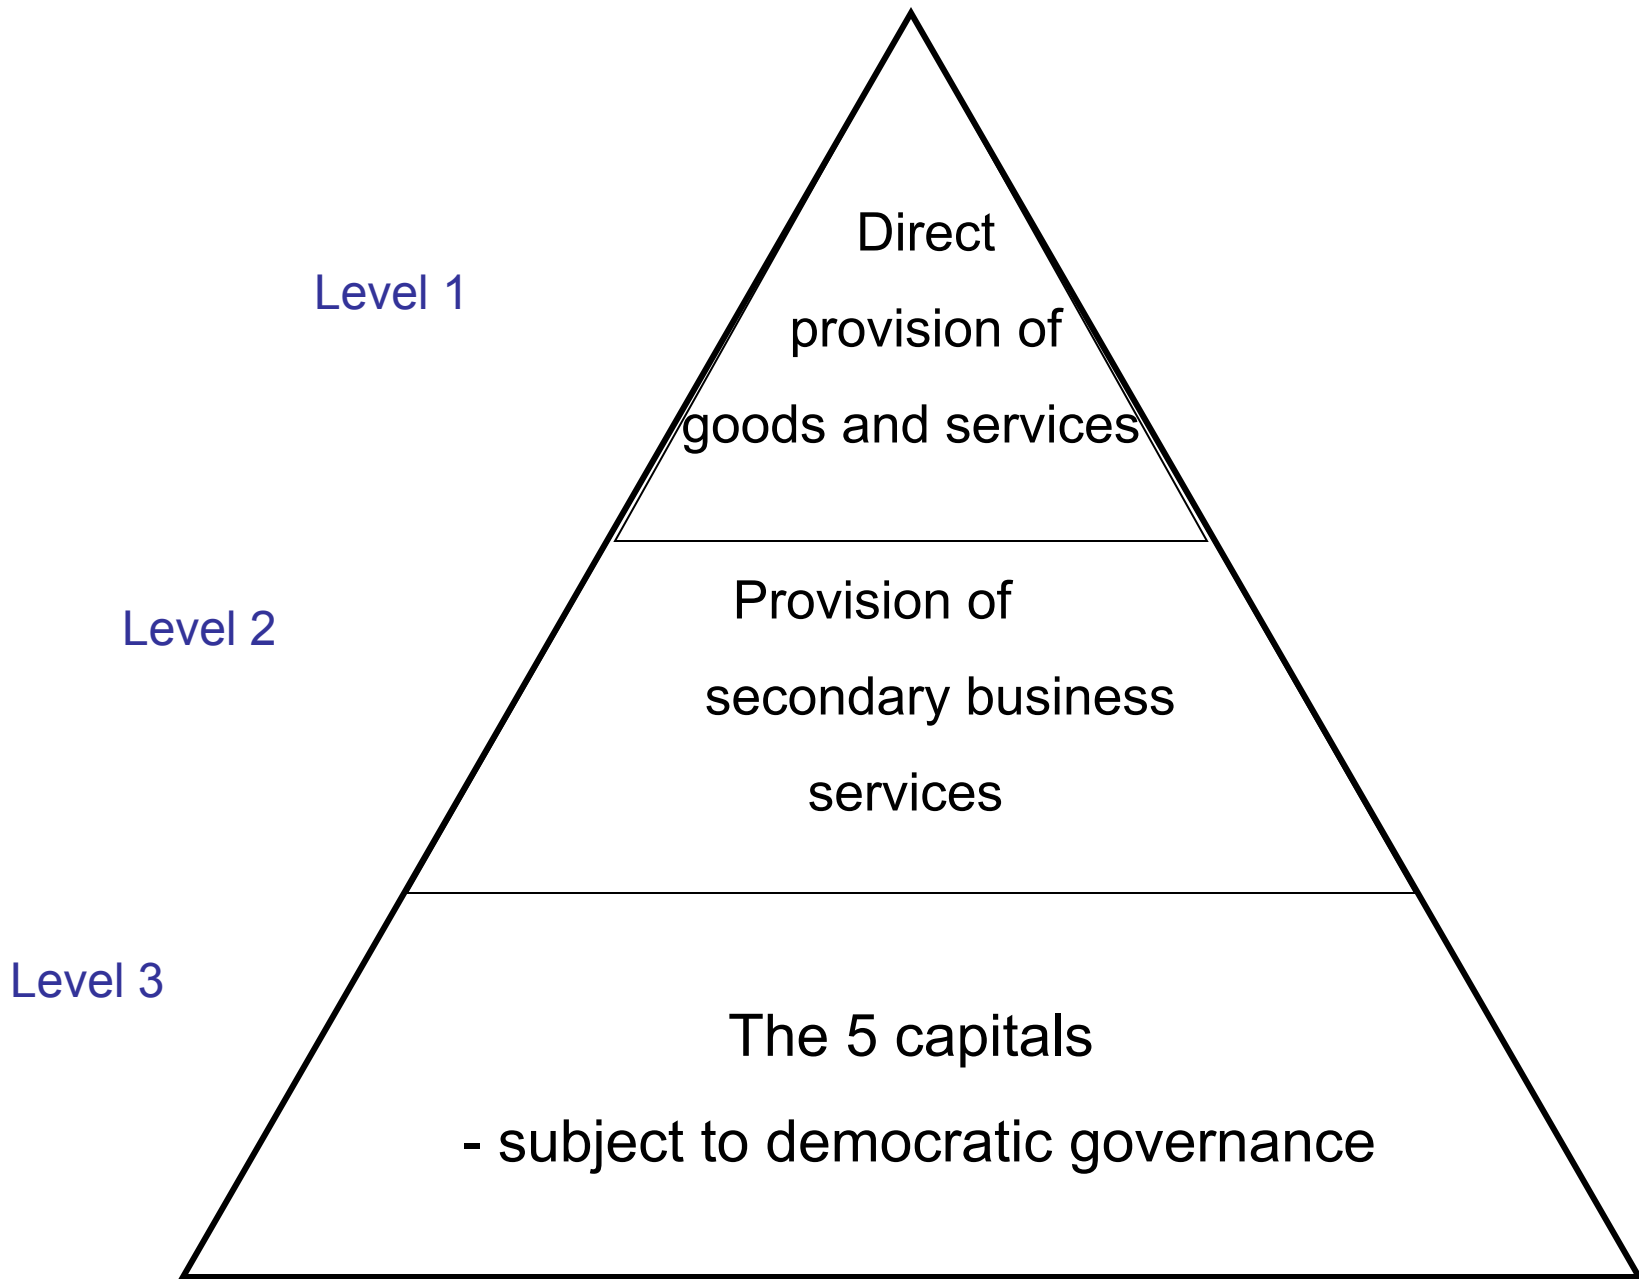 Direct
Level 1
provision of
goods and services
Provision of
Level 2
secondary business
services
Level 3
The 5 capitals
- subject to democratic governance